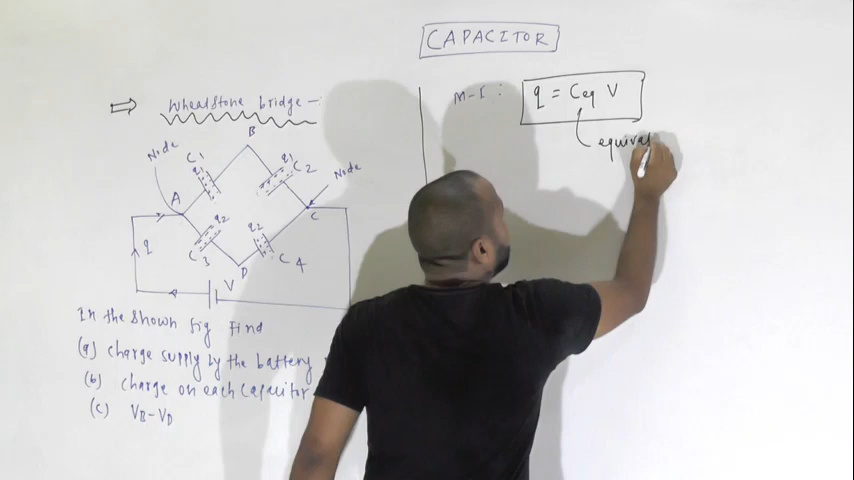 CAPACITOR
⇒ Wheatstone bridge -:
M-I : q = Ceq V
B
Node
C1
q1
q1
C2
Node
A
C
q2
q2
C3
D
C4
q
V
In the shown fig find
(a) charge supply by the battery
(b) charge on each capacitor
(c) VB-VD